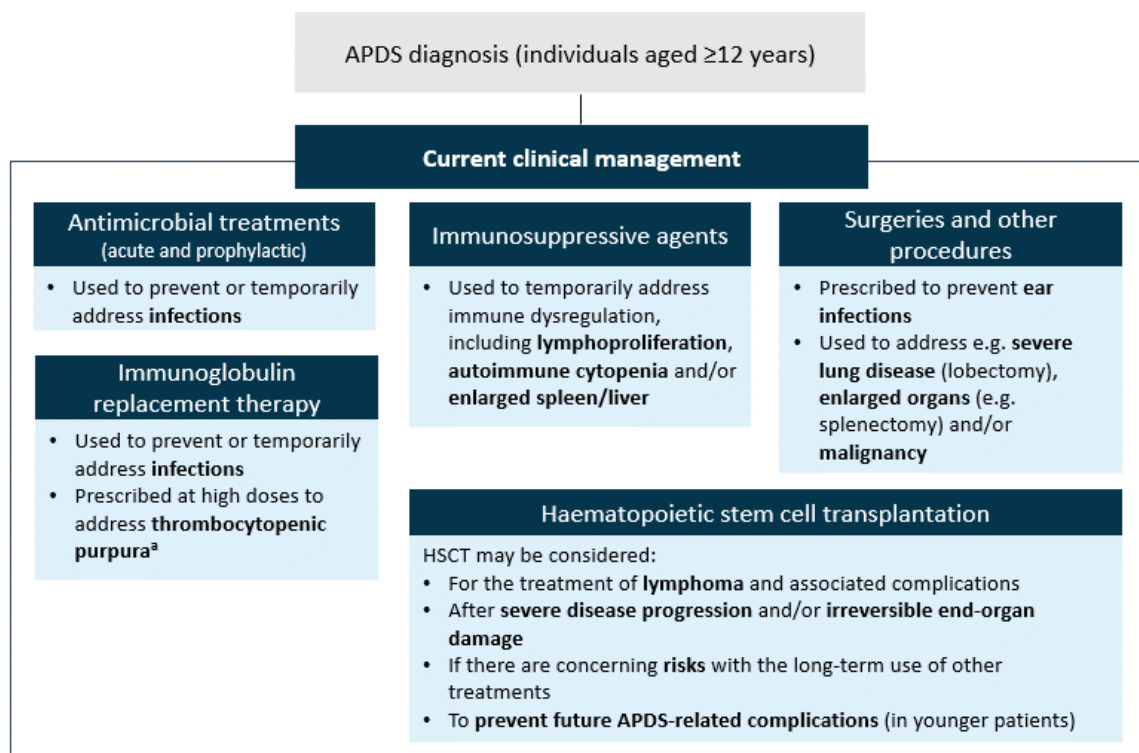 APDS diagnosis (individuals aged ≥12 years)
Current clinical management
Antimicrobial treatments
(acute and prophylactic)
• Used to prevent or temporarily
address infections
Immunoglobulin
replacement therapy
• Used to prevent or temporarily
address infections
• Prescribed at high doses to
address thrombocytopenic
purpuraᵃ
Immunosuppressive agents
• Used to temporarily address
immune dysregulation,
including lymphoproliferation,
autoimmune cytopenia and/or
enlarged spleen/liver
Surgeries and other
procedures
• Prescribed to prevent ear
infections
• Used to address e.g. severe
lung disease (lobectomy),
enlarged organs (e.g.
splenectomy) and/or
malignancy
Haematopoietic stem cell transplantation
HSCT may be considered:
• For the treatment of lymphoma and associated complications
• After severe disease progression and/or irreversible end-organ
damage
• If there are concerning risks with the long-term use of other
treatments
• To prevent future APDS-related complications (in younger patients)